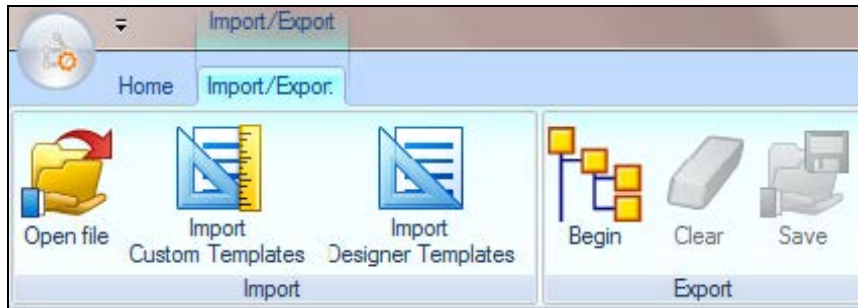 Import/Export
Home Import/Expor:
Open file
Import
Custom Templates
Import
Designer Templates
Begin
Clear
Save
Import
Export